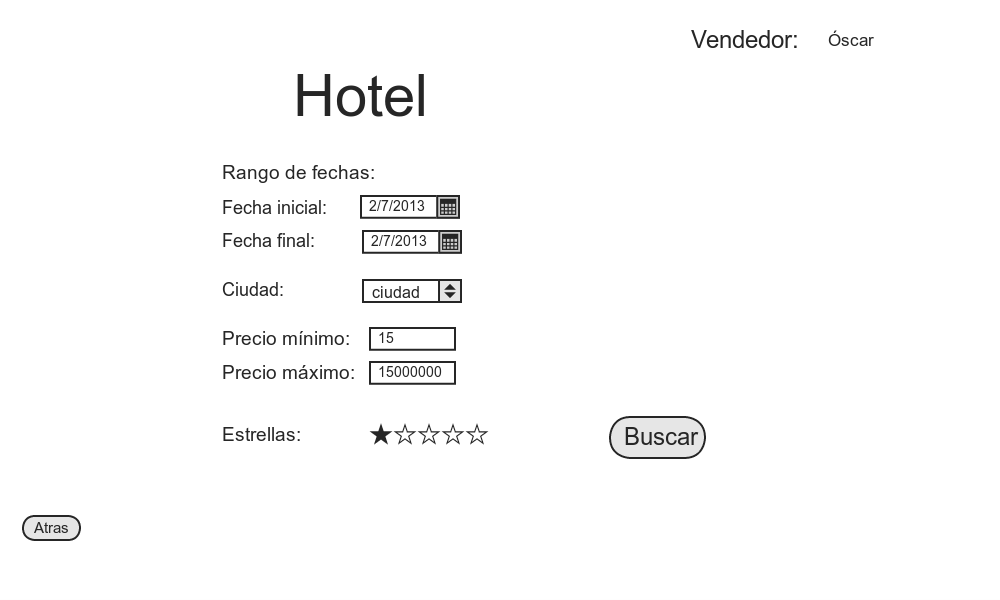 Vendedor: Óscar
Hotel
Rango de fechas:
Fecha inicial: 2/7/2013
Fecha final: 2/7/2013
Ciudad: ciudad
Precio mínimo: 15
Precio máximo: 15000000
Estrellas:
Buscar
Atras